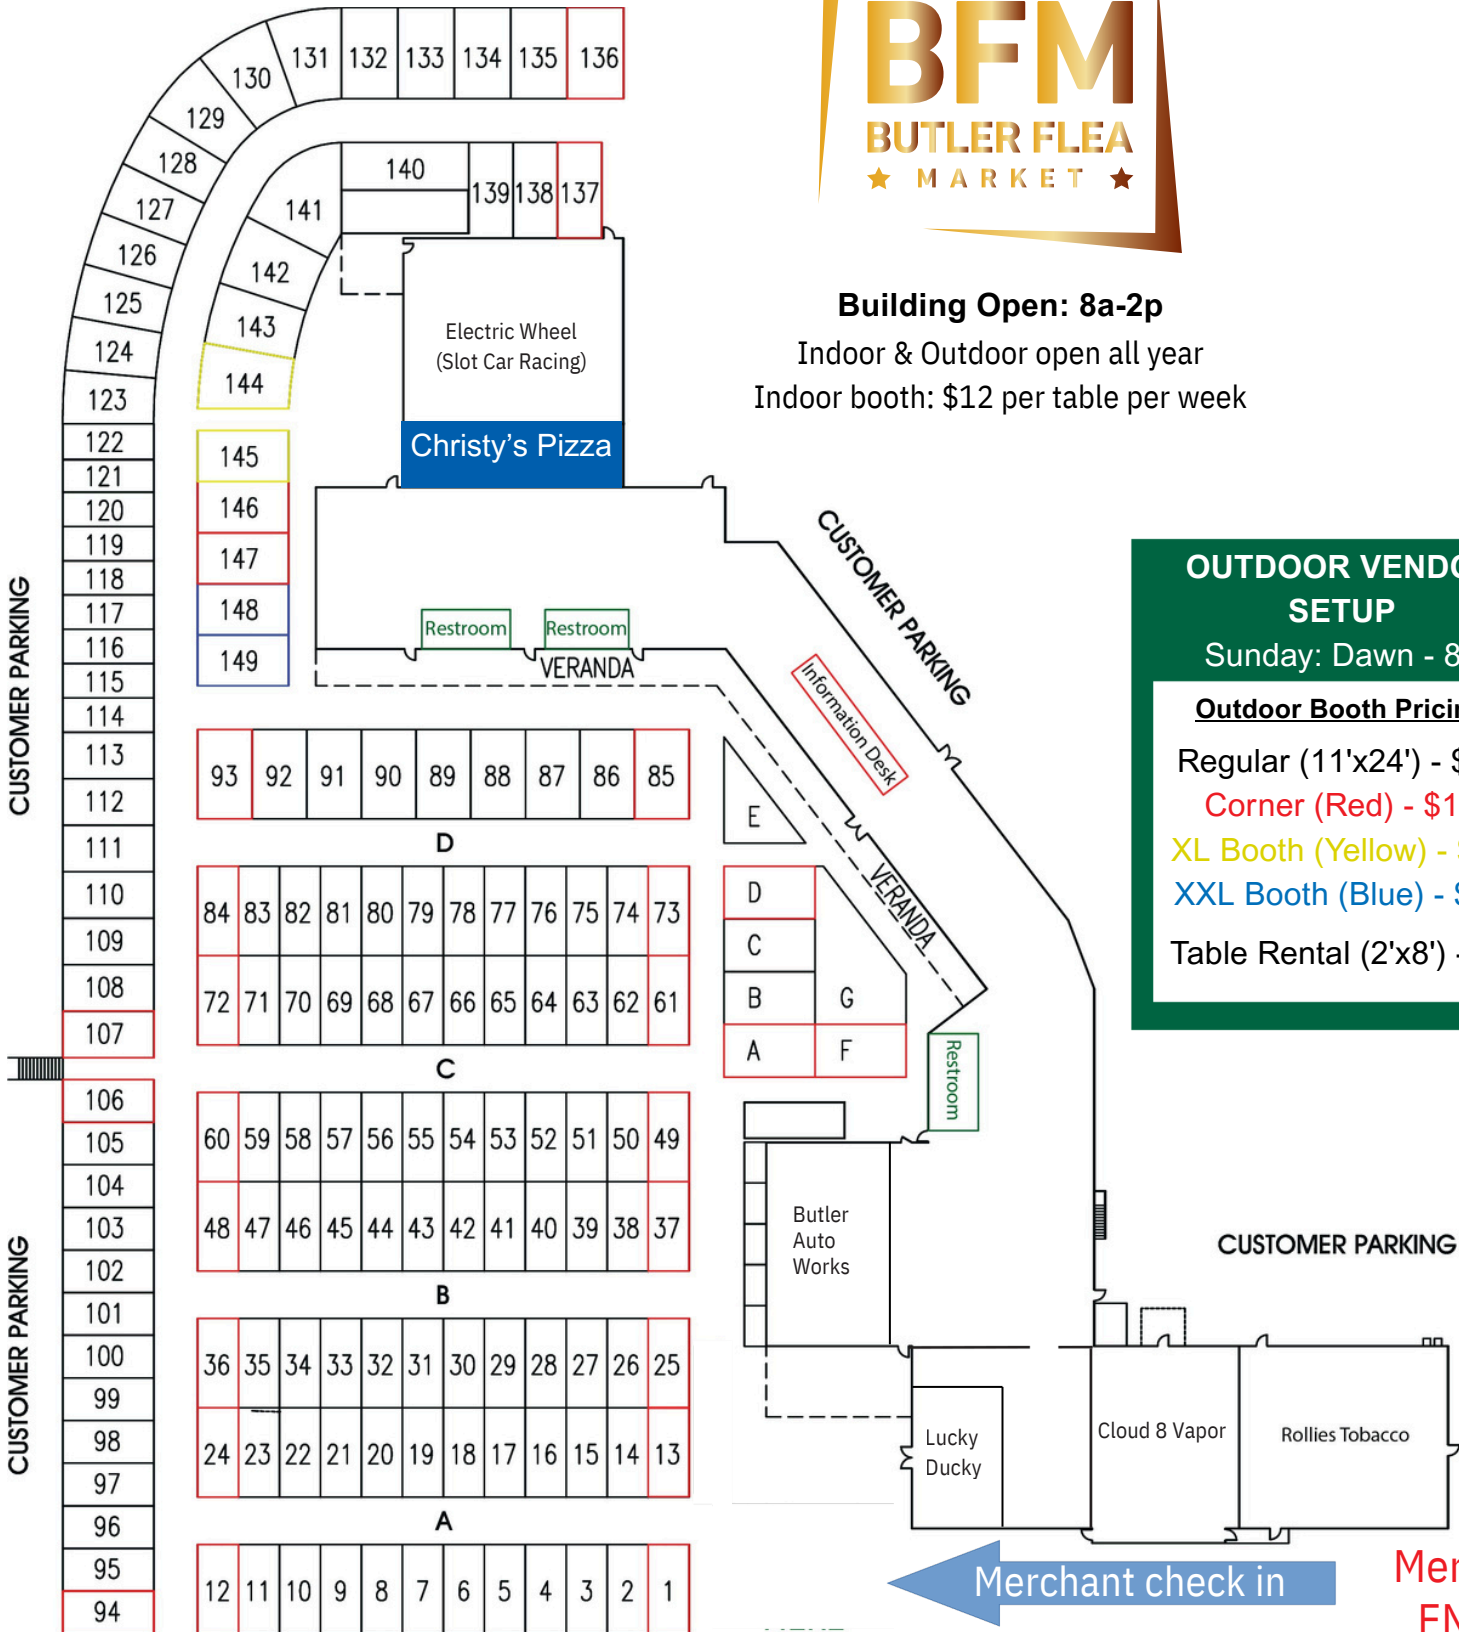 BFM
BUTLER FLEA
MARKET
Building Open: 8a-2p
Indoor & Outdoor open all year
Indoor booth: $12 per table per week
131 132 133 134 135 136
130
129
128
127
126
125
124
123
122
121
120
119
118
117
116
115
114
113
112
111
110
109
108
107
106
105
104
103
102
101
100
99
98
97
96
95
94
CUSTOMER PARKING
CUSTOMER PARKING
140 139 138 137
141
142
143
144
145
146
147
148
149
Electric Wheel
(Slot Car Racing)
Christy's Pizza
Restroom Restroom
VERANDA
CUSTOMER PARKING
Information Desk
VERANDA
OUTDOOR
SETUP
Sunday: Dawn -
Outdoor Booth
Regular (11'x24') -
Corner (Red) -
XL Booth (Yellow) -
XXL Booth (Blue) -
Table Rental (2'x8') -
93 92 91 90 89 88 87 86 85
D
84 83 82 81 80 79 78 77 76 75 74 73
72 71 70 69 68 67 66 65 64 63 62 61
C
60 59 58 57 56 55 54 53 52 51 50 49
48 47 46 45 44 43 42 41 40 39 38 37
B
36 35 34 33 32 31 30 29 28 27 26 25
24 23 22 21 20 19 18 17 16 15 14 13
A
12 11 10 9 8 7 6 5 4 3 2 1
E
D
C
B G
A F
Restroom
Butler
Auto
Works
CUSTOMER PARKING
Lucky
Ducky
Cloud 8 Vapor
Rollies Tobacco
Merchant check in